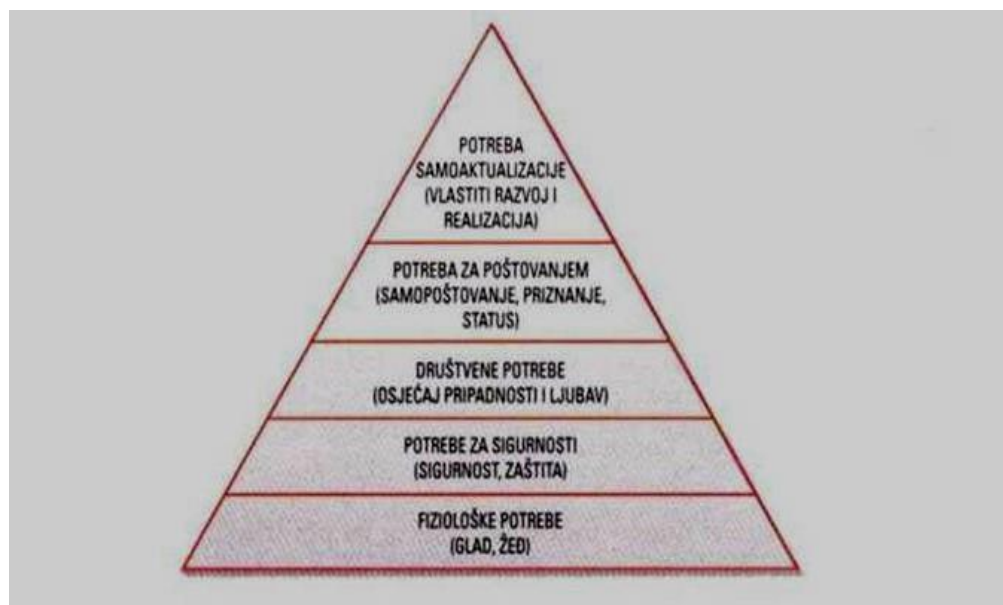 POTREBA
SAMOAKTUALIZACIJE
(VLASTITI RAZVOJ I
REALIZACIJA)
POTREBA ZA POŠTOVANJEM
(SAMOPOŠTOVANJE, PRIZNANJE,
STATUS)
DRUŠTVENE POTREBE
(OSJEĆAJ PRIPADNOSTI I LJUBAV)
POTREBE ZA SIGURNOSTI
(SIGURNOST, ZAŠTITA)
FIZIOLOŠKE POTREBE
(GLAD, ŽEĐ)